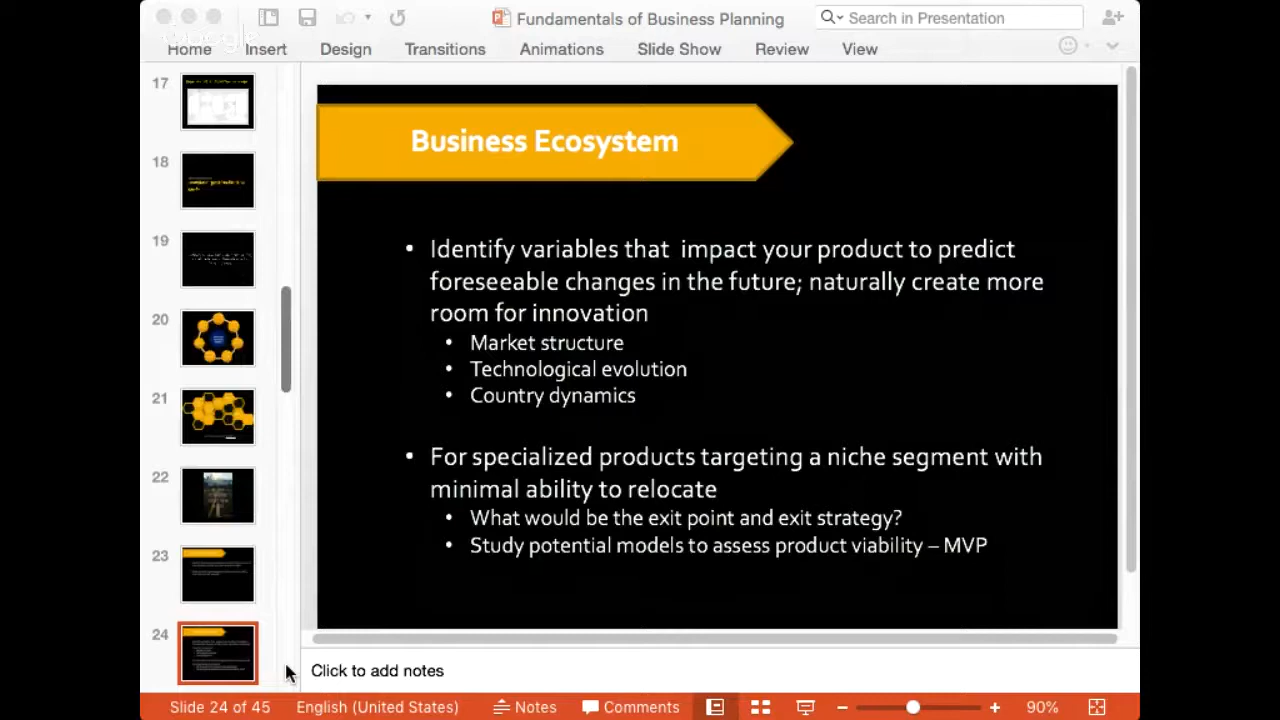 Fundamentals of Business Planning
Search in Presentation
Home Insert Design Transitions Animations Slide Show Review View
17
18
19
20
21
22
23
24
Business Ecosystem
• Identify variables that impact your product to predict
foreseeable changes in the future; naturally create more
room for innovation
• Market structure
• Technological evolution
• Country dynamics
• For specialized products targeting a niche segment with
minimal ability to relocate
• What would be the exit point and exit strategy?
• Study potential models to assess product viability – MVP
Click to add notes
Slide 24 of 45 English (United States) Notes Comments 90%